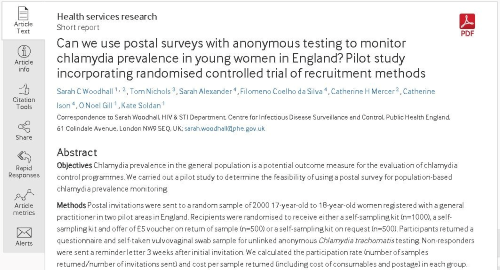 Article
Text
Article
info
Citation
Tools
Share
Rapid
Responses
Article
metrics
Alerts
Health services research
Short report
PDF
Can we use postal surveys with anonymous testing to monitor
chlamydia prevalence in young women in England? Pilot study
incorporating randomised controlled trial of recruitment methods
Sarah C Woodhall 1, 2, Tom Nichols 3, Sarah Alexander 4, Filomeno Coelho da Silva 4, Catherine H Mercer 2, Catherine
Ison 4, O Noel Gill 1, Kate Soldan 1
Correspondence to Sarah Woodhall, HIV & STI Department, Centre for Infectious Disease Surveillance and Control, Public Health England,
61 Colindale Avenue, London NW9 5EQ, UK; sarah.woodhall@phe.gov.uk
Abstract
Objectives Chlamydia prevalence in the general population is a potential outcome measure for the evaluation of chlamydia
control programmes. We carried out a pilot study to determine the feasibility of using a postal survey for population-based
chlamydia prevalence monitoring.
Methods Postal invitations were sent to a random sample of 2000 17-year-old to 18-year-old women registered with a general
practitioner in two pilot areas in England. Recipients were randomised to receive either a self-sampling kit (n=1000), a self-
sampling kit and offer of £5 voucher on return of sample (n=500) or a self-sampling kit on request (n=500). Participants returned a
questionnaire and self-taken vulvovaginal swab sample for unlinked anonymous Chlamydia trachomatis testing. Non-responders
were sent a reminder letter 3 weeks after initial invitation. We calculated the participation rate (number of samples
returned/number of invitations sent) and cost per sample returned (including cost of consumables and postage) in each group.